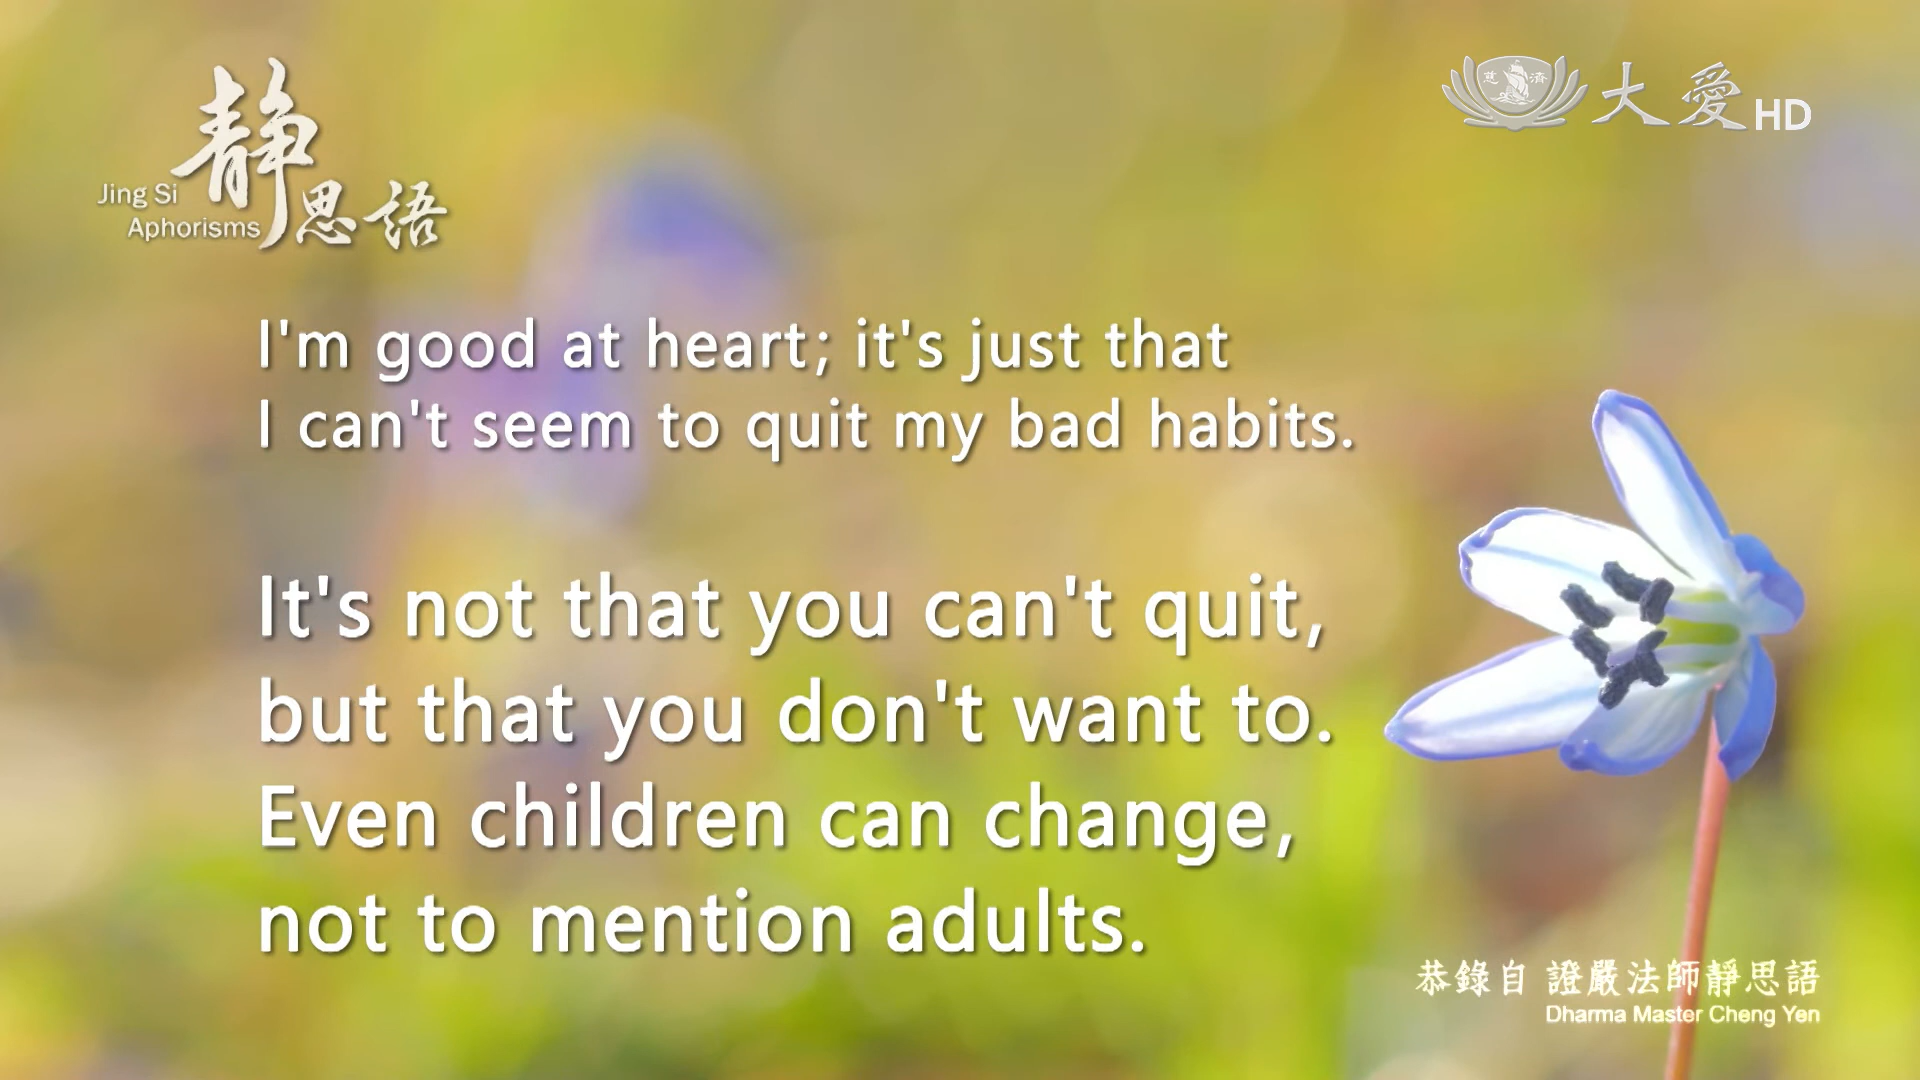 靜思語
Jing Si
Aphorisms
慈濟
大愛HD
I'm good at heart; it's just that
I can't seem to quit my bad habits.
It's not that you can't quit,
but that you don't want to.
Even children can change,
not to mention adults.
恭錄自 證嚴法師靜思語
Dharma Master Cheng Yen